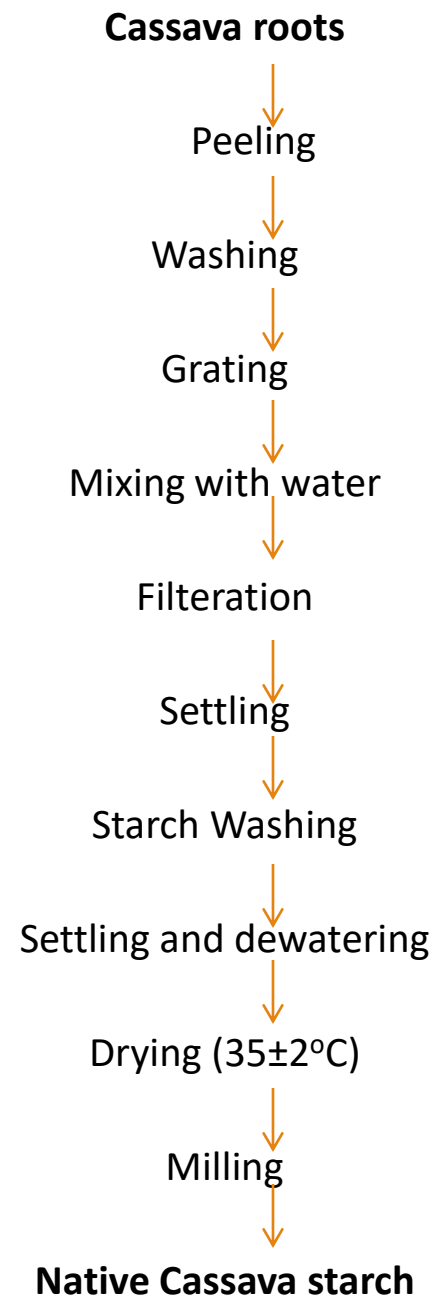 Cassava roots
Peeling
Washing
Grating
Mixing with water
Filteration
Settling
Starch Washing
Settling and dewatering
Drying (35±2°C)
Milling
Native Cassava starch